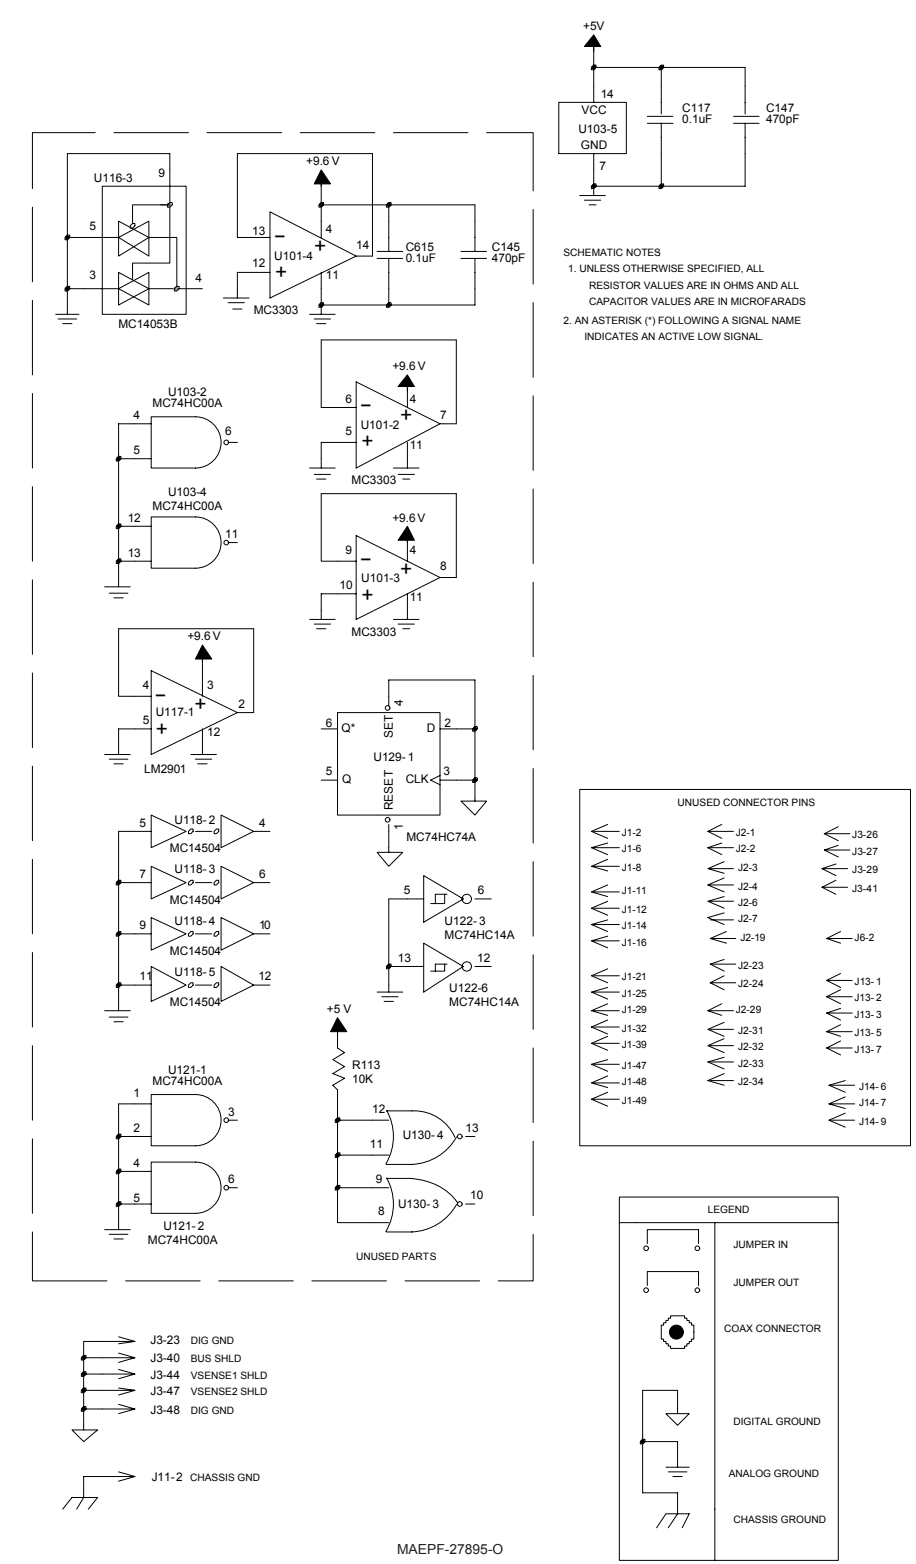 +5V
14
VCC
U103-5
GND
7
C117
0.1uF
C147
470pF
SCHEMATIC NOTES
1. UNLESS OTHERWISE SPECIFIED, ALL
RESISTOR VALUES ARE IN OHMS AND ALL
CAPACITOR VALUES ARE IN MICROFARADS
2. AN ASTERISK (*) FOLLOWING A SIGNAL NAME
INDICATES AN ACTIVE LOW SIGNAL.
U116-3
9
5
3
4
MC14053B
+9.6 V
4
13
U101-4
14
12
11
MC3303
C615
0.1uF
C145
470pF
+9.6 V
4
6
7
U101-2
5
11
MC3303
U103-2
MC74HC00A
4
6
5
U103-4
MC74HC00A
12
11
13
+9.6 V
4
9
8
U101-3
10
11
MC3303
+9.6 V
3
4
2
U117-1
5
12
LM2901
4
SET
6
Q*
D
2
U129-1
5
Q
CLK
3
RESET
1
MC74HC74A
5
U118-2
4
MC14504
7
U118-3
6
MC14504
9
U118-4
10
MC14504
11
U118-5
12
MC14504
5
6
U122-3
MC74HC14A
13
12
U122-6
MC74HC14A
+5 V
R113
10K
12
U130-4
13
11
9
U130-3
10
8
U121-1
MC74HC00A
1
3
2
4
6
5
U121-2
MC74HC00A
UNUSED PARTS
UNUSED CONNECTOR PINS
J1-2
J1-6
J1-8
J1-11
J1-12
J1-14
J1-16
J1-21
J1-25
J1-29
J1-32
J1-39
J1-47
J1-48
J1-49
J2-1
J2-2
J2-3
J2-4
J2-6
J2-7
J2-19
J2-23
J2-24
J2-29
J2-31
J2-32
J2-33
J2-34
J3-26
J3-27
J3-29
J3-41
J6-2
J13-1
J13-2
J13-3
J13-5
J13-7
J14-6
J14-7
J14-9
LEGEND
JUMPER IN
JUMPER OUT
COAX CONNECTOR
DIGITAL GROUND
ANALOG GROUND
CHASSIS GROUND
J3-23 DIG GND
J3-40 BUS SHLD
J3-44 VSENSE1 SHLD
J3-47 VSENSE2 SHLD
J3-48 DIG GND
J11-2 CHASSIS GND
MAEPF-27895-O